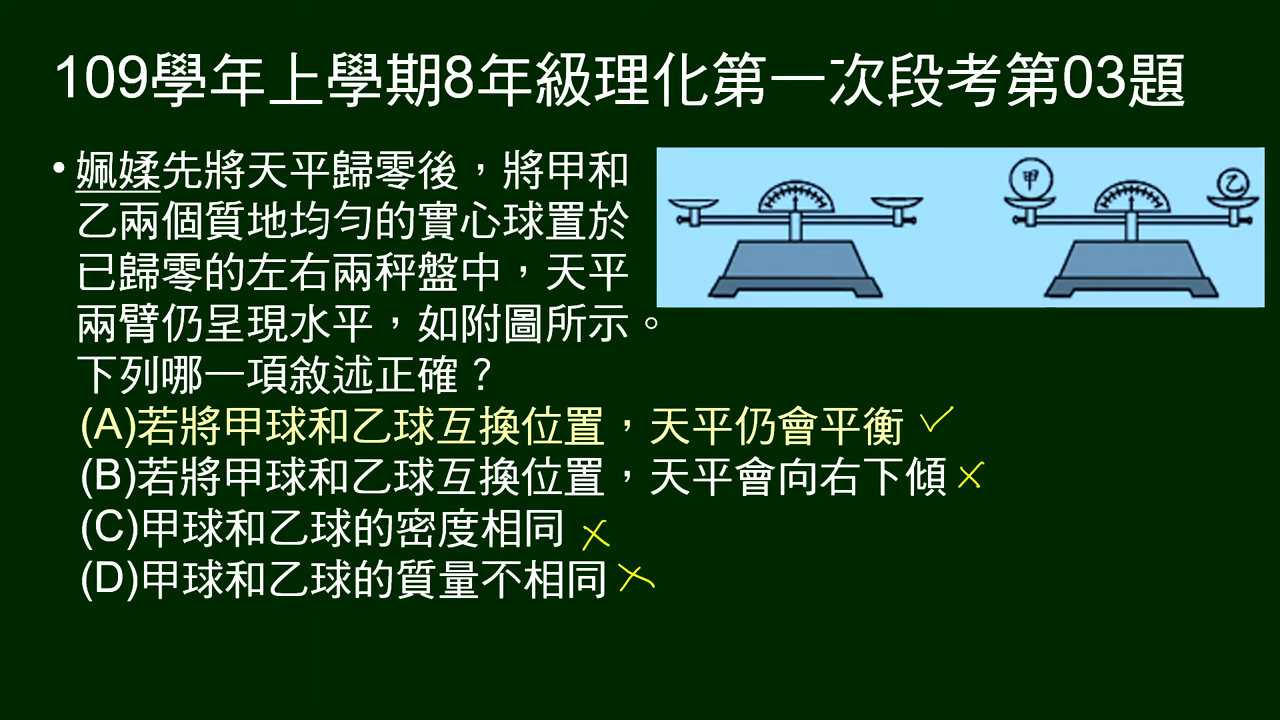 109學年上學期8年級理化第一次段考第03題
•姵媃先將天平歸零後，將甲和
乙兩個質地均勻的實心球置於
已歸零的左右兩秤盤中，天平
兩臂仍呈現水平，如附圖所示。
下列哪一項敘述正確？
(A)若將甲球和乙球互換位置，天平仍會平衡 ✓
(B)若將甲球和乙球互換位置，天平會向右下傾 ×
(C)甲球和乙球的密度相同 ×
(D)甲球和乙球的質量不相同 ×
甲
乙